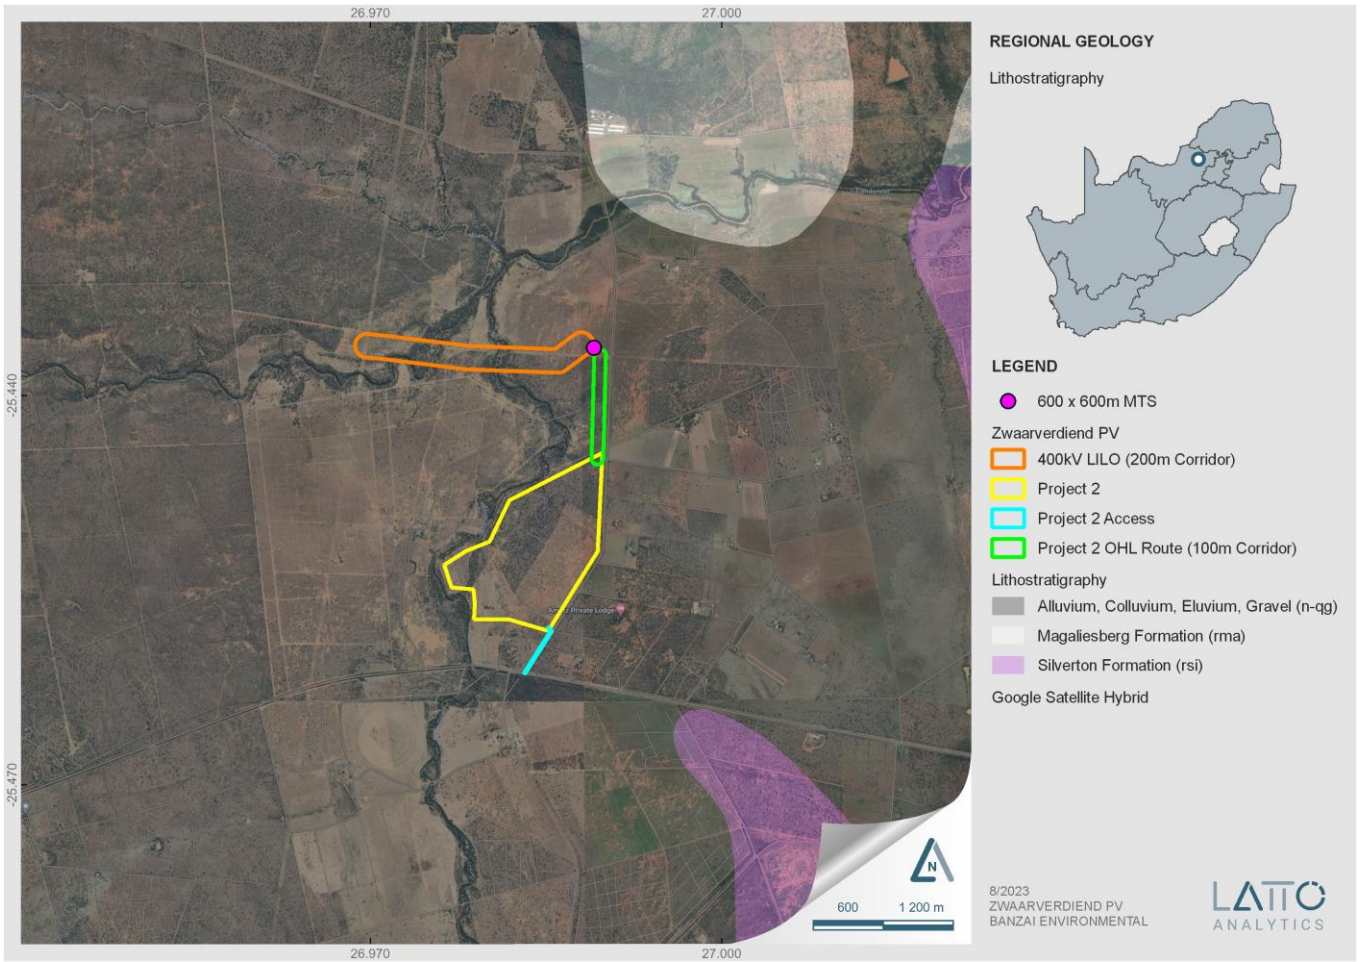 26.970
27.000
REGIONAL GEOLOGY
Lithostratigraphy
-25.440
LEGEND
600 x 600m MTS
Zwaarverdiend PV
400kV LILO (200m Corridor)
Project 2
Project 2 Access
Project 2 OHL Route (100m Corridor)
Lithostratigraphy
Alluvium, Colluvium, Eluvium, Gravel (n-qg)
Magaliesberg Formation (rma)
Silverton Formation (rsi)
Google Satellite Hybrid
Private Lodge
-25.470
N
600
1 200 m
8/2023
ZWAARVERDIEND PV
BANZAI ENVIRONMENTAL
LATTO
ANALYTICS
26.970
27.000